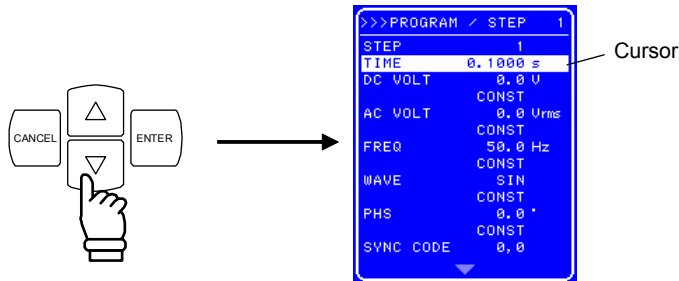 CANCEL
ENTER
>>>PROGRAM / STEP 1
STEP 1
TIME 0.1000 s
DC VOLT 0.0 V
CONST
AC VOLT 0.0 Vrms
CONST
FREQ 50.0 Hz
CONST
WAVE SIN
CONST
PHS 0.0 °
CONST
SYNC CODE 0,0
Cursor